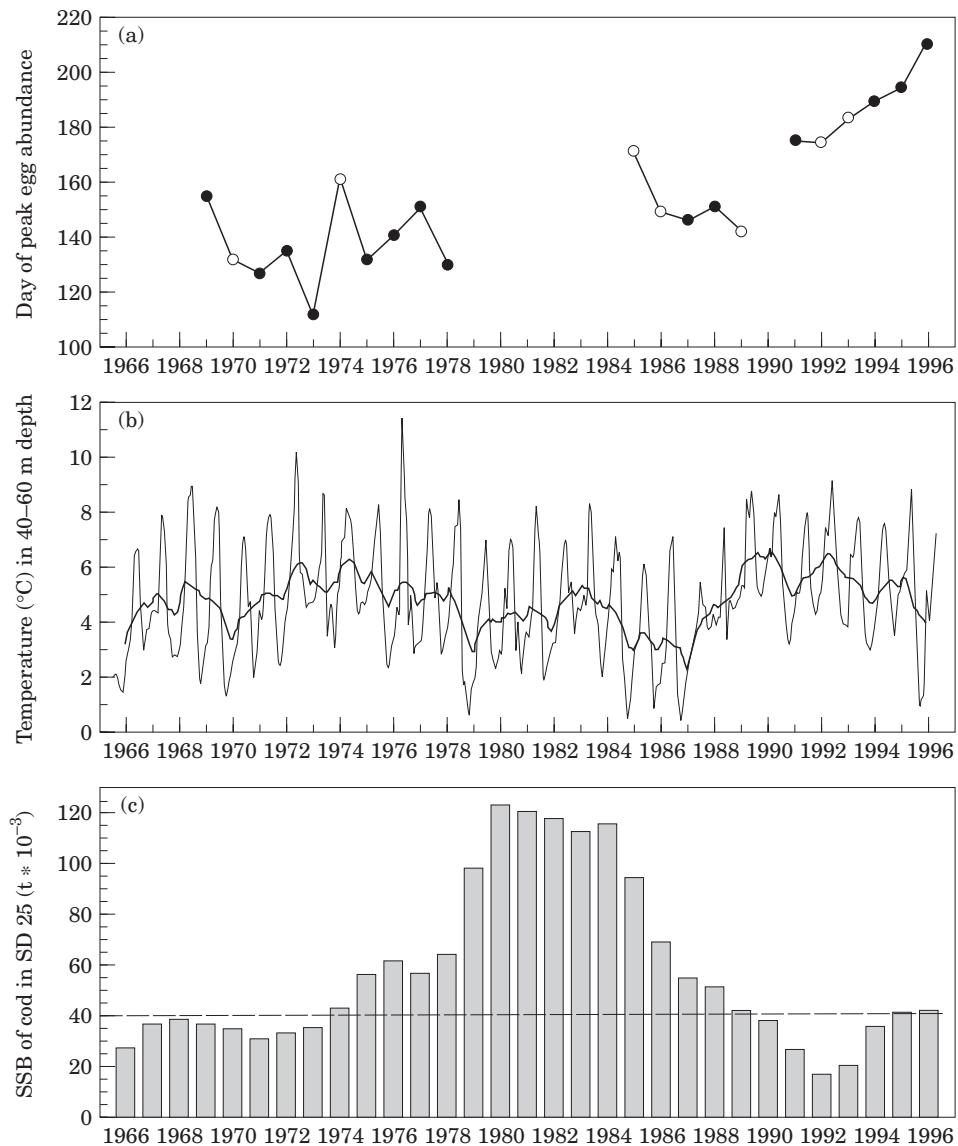 (a)
Day of peak egg abundance
220
200
180
160
140
120
100
1966 1968 1970 1972 1974 1976 1978 1980 1982 1984 1986 1988 1990 1992 1994 1996
(b)
Temperature (°C) in 40–60 m depth
12
10
8
6
4
2
0
1966 1968 1970 1972 1974 1976 1978 1980 1982 1984 1986 1988 1990 1992 1994 1996
(c)
SSB of cod in SD 25 (t * 10⁻³)
120
100
80
60
40
20
0
1966 1968 1970 1972 1974 1976 1978 1980 1982 1984 1986 1988 1990 1992 1994 1996